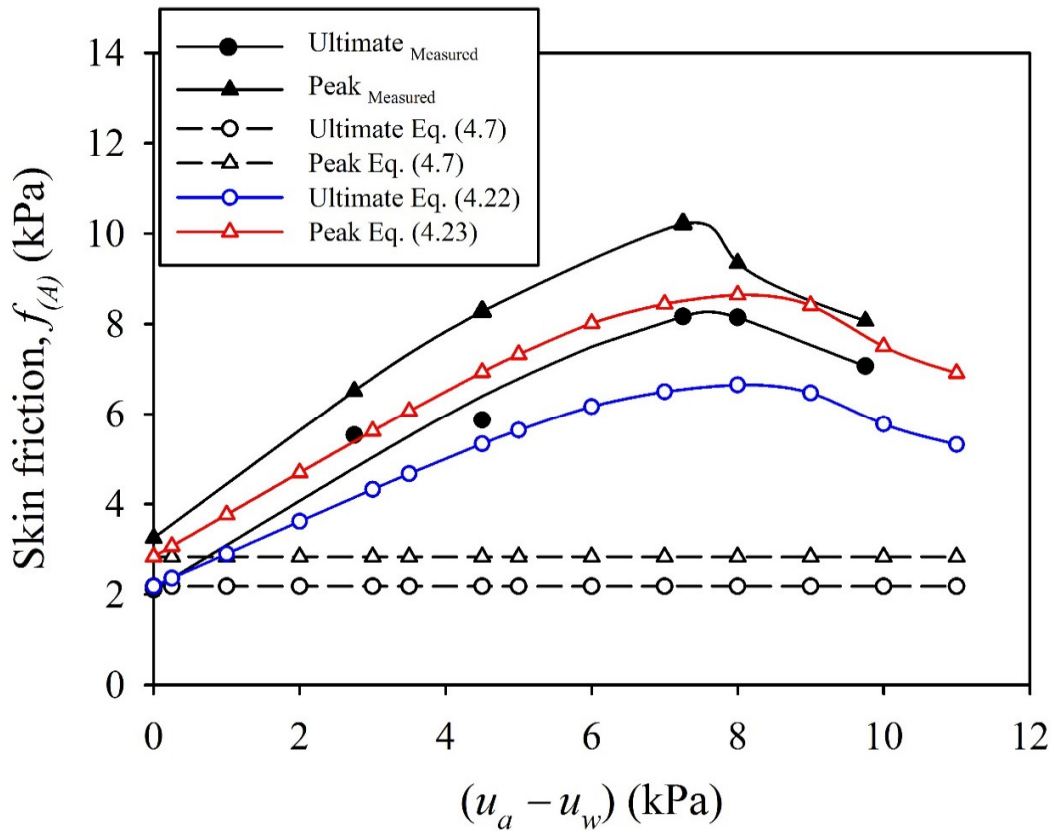 Ultimate Measured
Peak Measured
Ultimate Eq. (4.7)
Peak Eq. (4.7)
Ultimate Eq. (4.22)
Peak Eq. (4.23)
14
12
10
8
6
4
2
0
Skin friction, f(A) (kPa)
0 2 4 6 8 10 12
(ua − uw) (kPa)